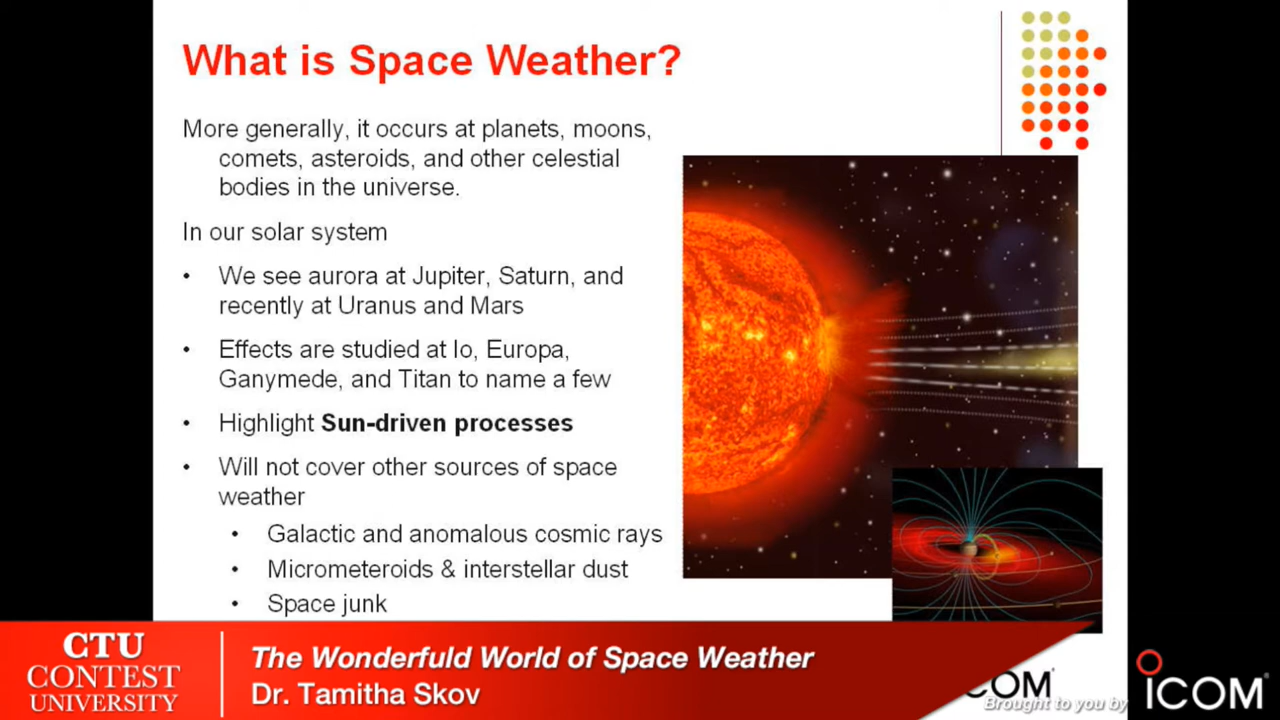 What is Space Weather?
More generally, it occurs at planets, moons,
comets, asteroids, and other celestial
bodies in the universe.
In our solar system
• We see aurora at Jupiter, Saturn, and
recently at Uranus and Mars
• Effects are studied at Io, Europa,
Ganymede, and Titan to name a few
• Highlight Sun-driven processes
• Will not cover other sources of space
weather
• Galactic and anomalous cosmic rays
• Micrometeroids & interstellar dust
• Space junk
CTU
CONTEST
UNIVERSITY
The Wonderfuld World of Space Weather
Dr. Tamitha Skov
ICOM®
Brought to you by
ICOM®